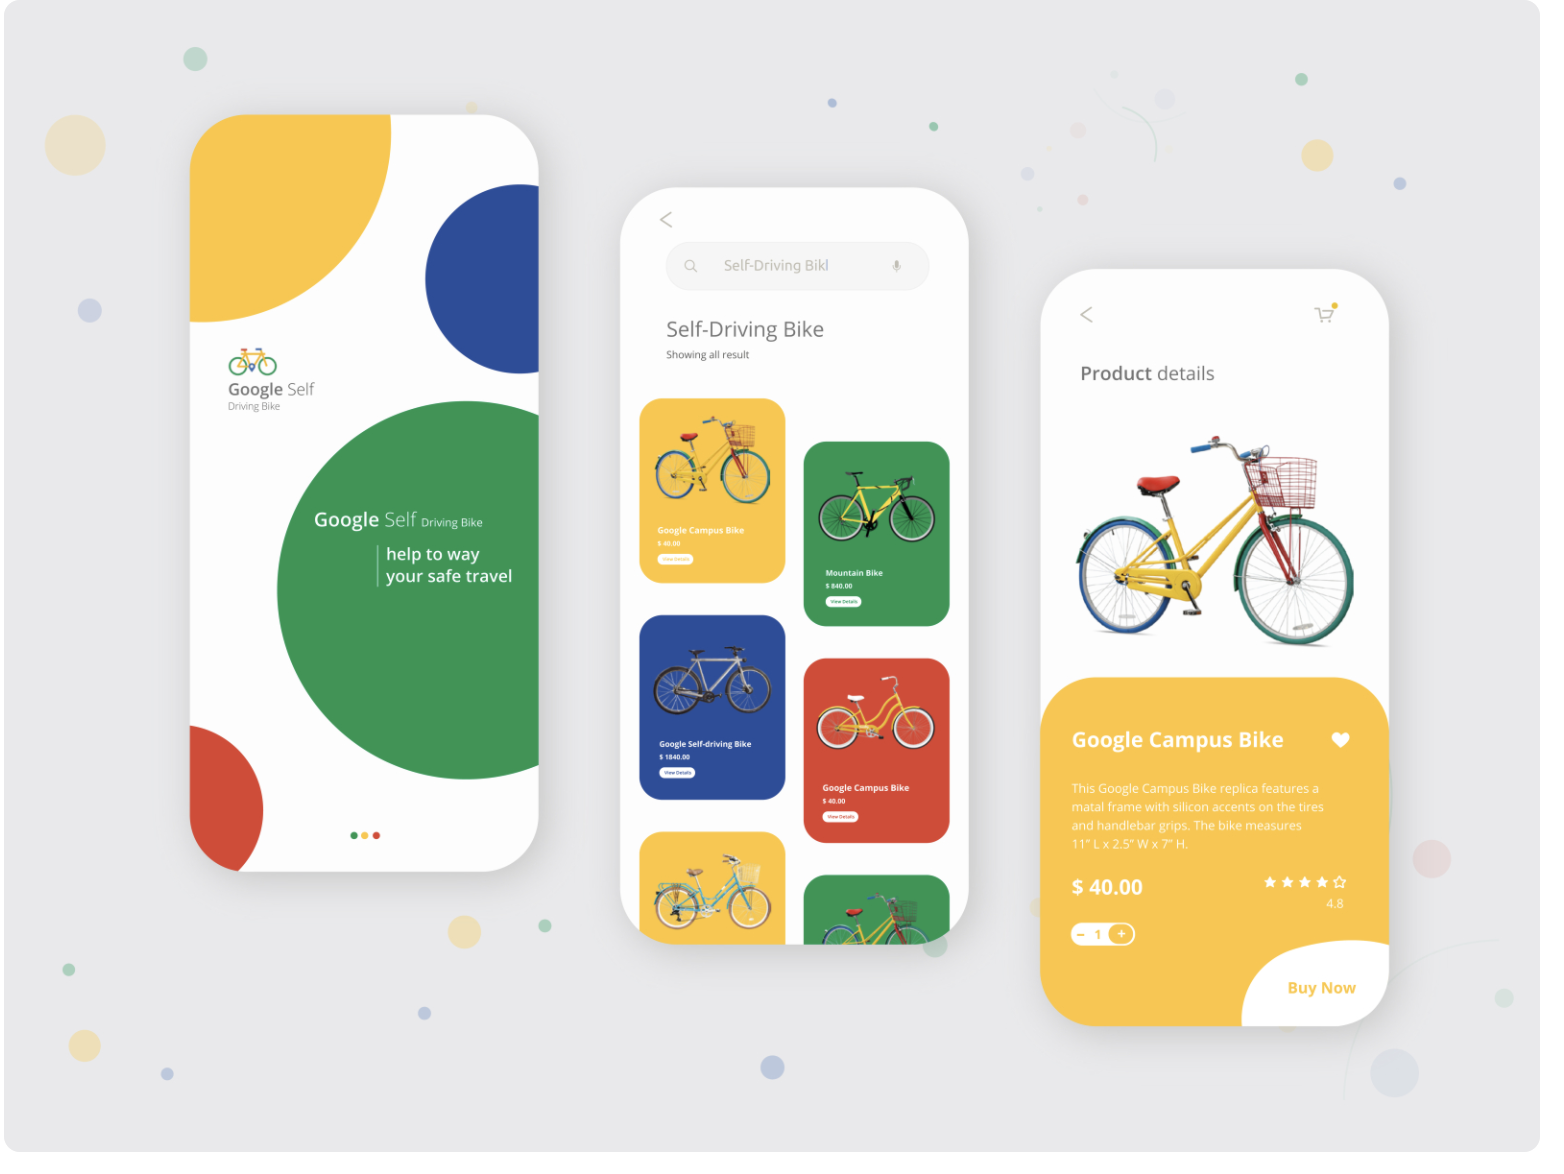 Google Self
Driving Bike
Google Self Driving Bike
help to way
your safe travel
Self-Driving Bikl
Self-Driving Bike
Showing all result
Google Campus Bike
$ 40.00
View Details
Mountain Bike
$ 840.00
View Details
Google Self-driving Bike
$ 1840.00
View Details
Google Campus Bike
$ 40.00
View Details
Product details
Google Campus Bike
This Google Campus Bike replica features a
matal frame with silicon accents on the tires
and handlebar grips. The bike measures
11” L x 2.5” W x 7” H.
$ 40.00
4.8
- 1 +
Buy Now